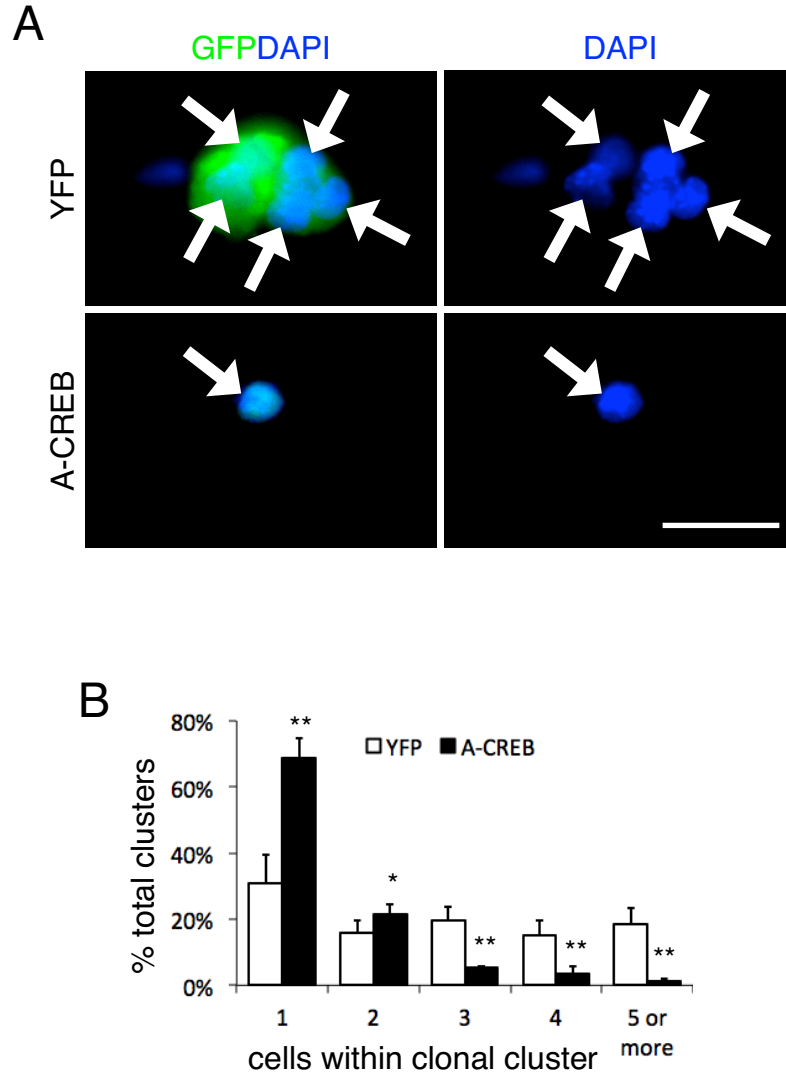 A
GFPDAPI DAPI
YFP
A-CREB
B
80%
60%
40%
20%
0%
% total clusters
YFP A-CREB
**
*
**
**
**
1 2 3 4 5 or more
cells within clonal cluster